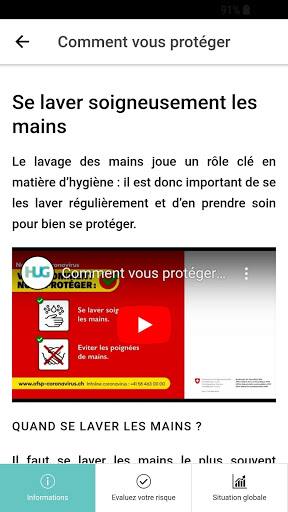 91%
Comment vous protéger
Se laver soigneusement les
mains
Le lavage des mains joue un rôle clé en
matière d'hygiène : il est donc important de se
les laver régulièrement et d'en prendre soin
pour bien se protéger.
HUG
Comment vous protéger…
NOUS PROTÉGER :
Se laver soig
les mains.
Eviter les poignées
de mains.
www.ofsp-coronavirus.ch
Infoline coronavirus : +41 58 463 00 00
QUAND SE LAVER LES MAINS ?
Il faut se laver les mains le plus souvent
Informations
Evaluez votre risque
Situation globale